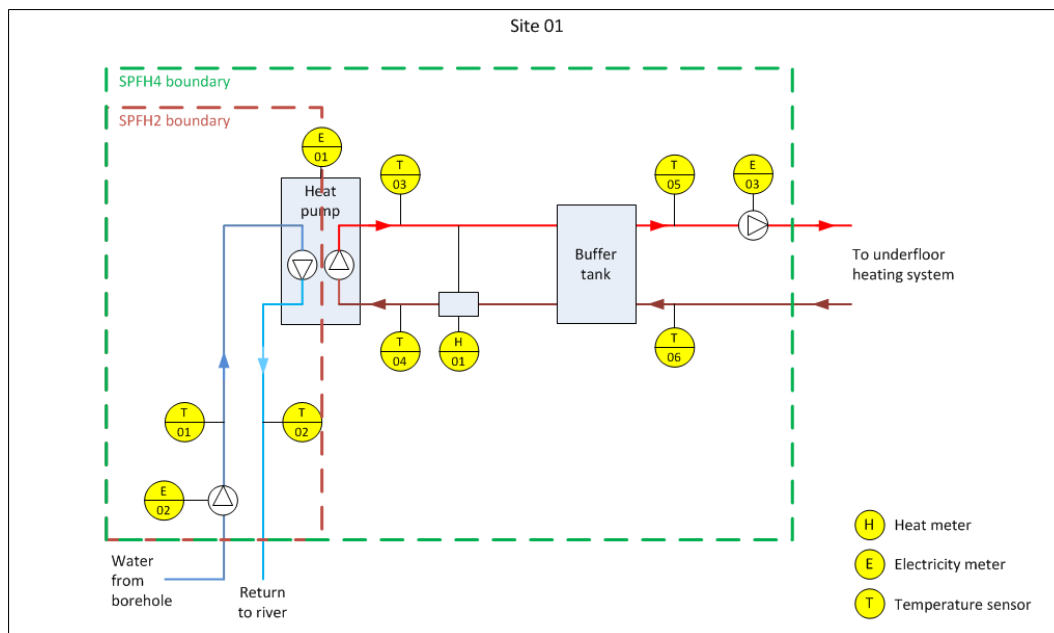 Site 01
SPFH4 boundary
SPFH2 boundary
E
01
Heat
pump
T
03
T
05
E
03
Buffer
tank
To underfloor
heating system
T
04
H
01
T
06
T
01
T
02
E
02
Water
from
borehole
Return
to river
H Heat meter
E Electricity meter
T Temperature sensor